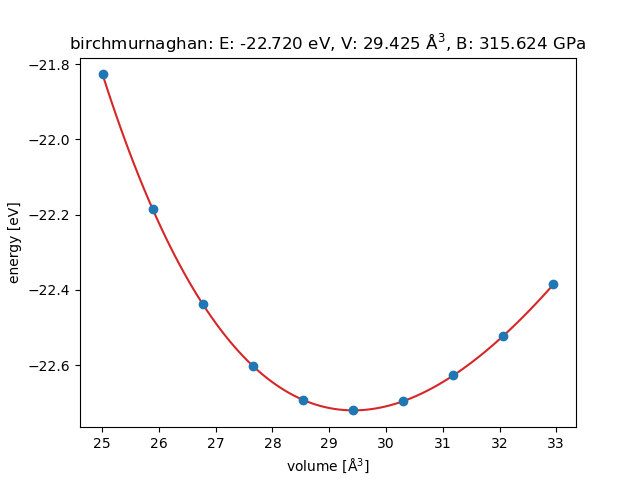 birchmurnaghan: E: -22.720 eV, V: 29.425 Å³, B: 315.624 GPa
−21.8
−22.0
−22.2
−22.4
−22.6
energy [eV]
25 26 27 28 29 30 31 32 33
volume [Å³]